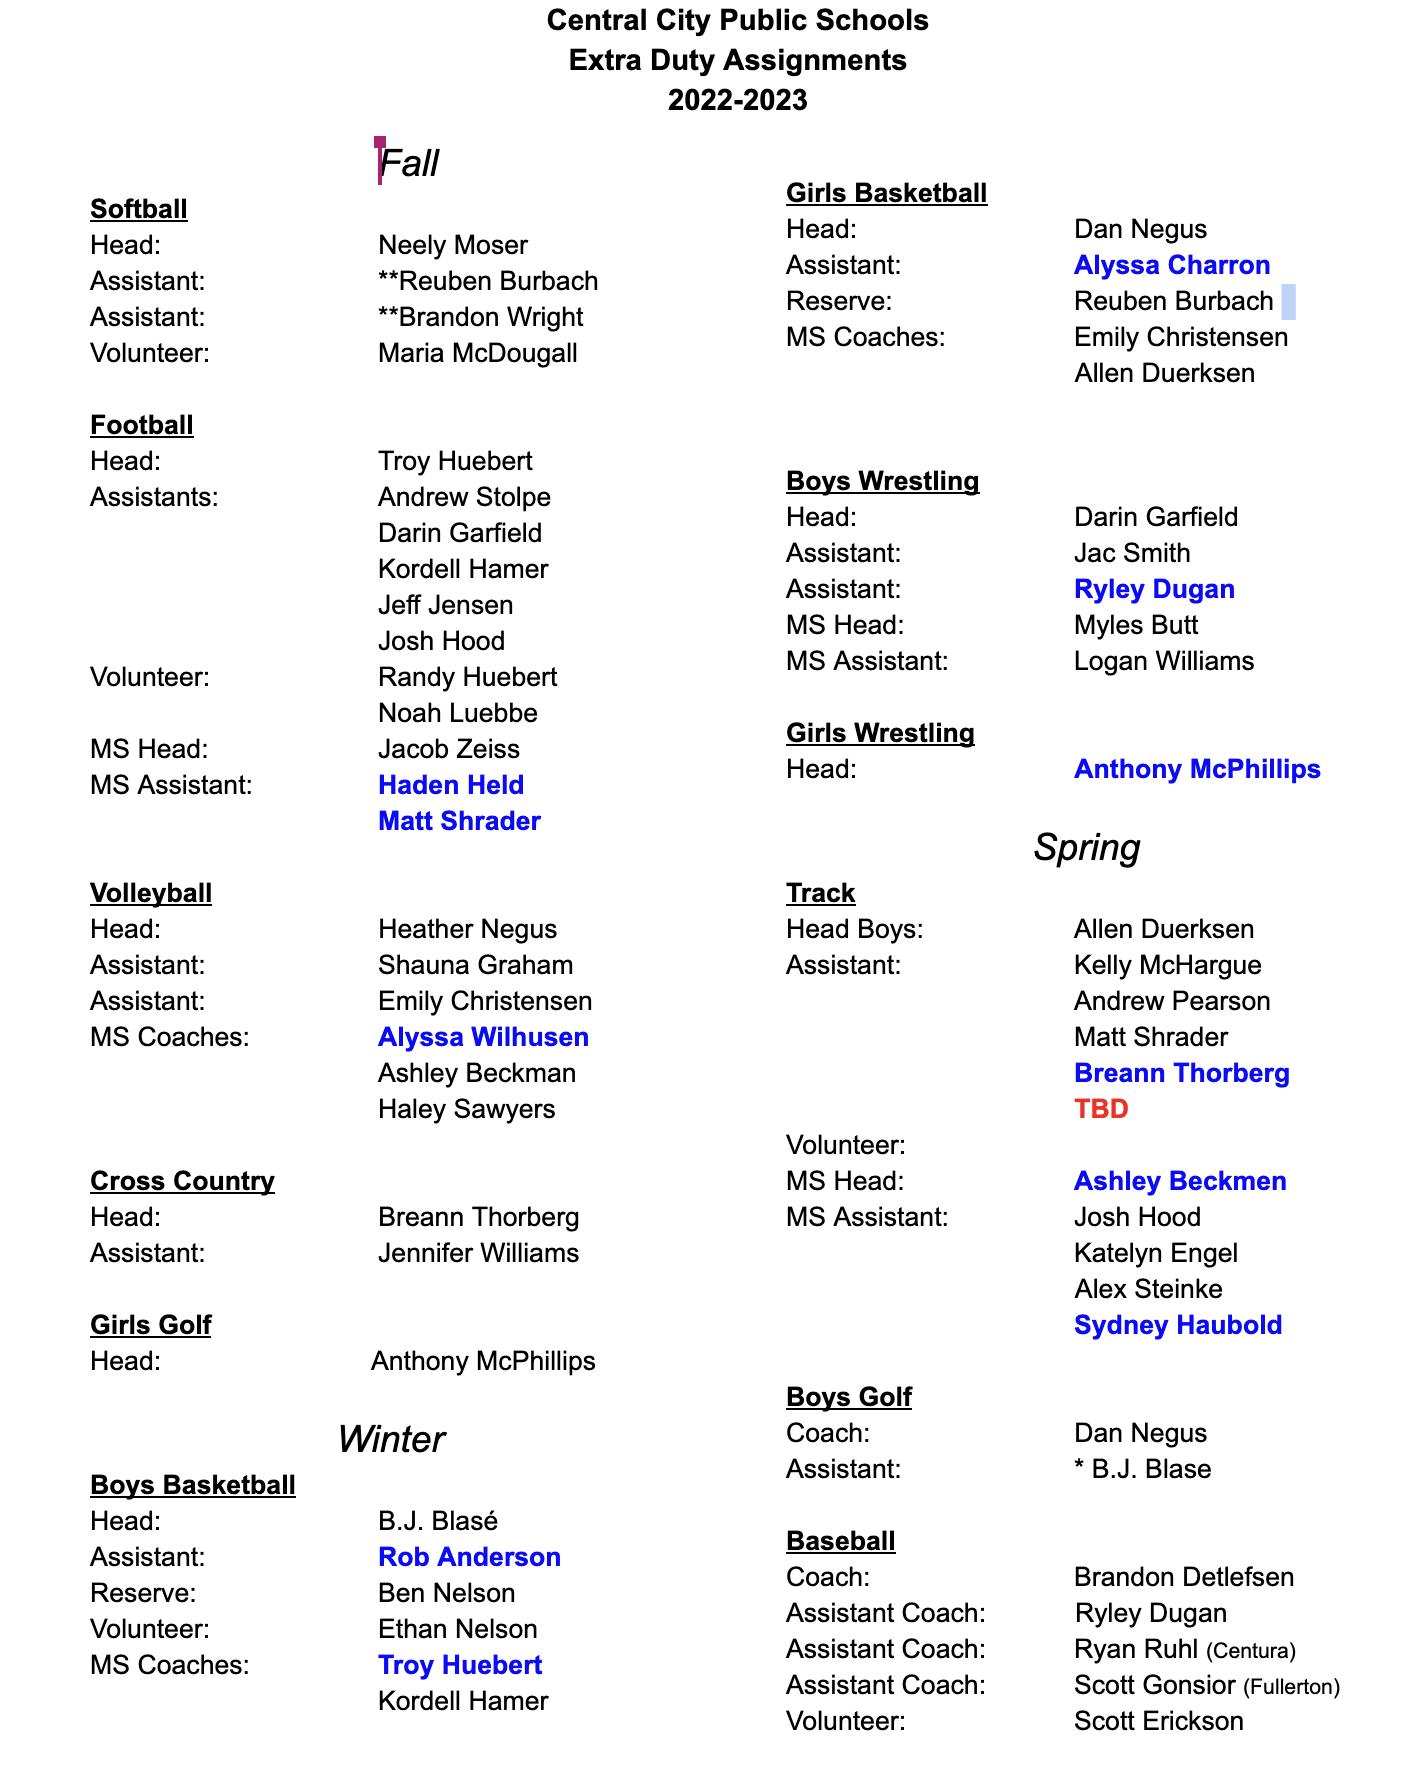 Central City Public Schools
Extra Duty Assignments
2022-2023
Fall
Softball
Head: Neely Moser
Assistant: **Reuben Burbach
Assistant: **Brandon Wright
Volunteer: Maria McDougall
Football
Head: Troy Huebert
Assistants: Andrew Stolpe
Darin Garfield
Kordell Hamer
Jeff Jensen
Josh Hood
Volunteer: Randy Huebert
Noah Luebbe
MS Head: Jacob Zeiss
MS Assistant: Haden Held
Matt Shrader
Volleyball
Head: Heather Negus
Assistant: Shauna Graham
Assistant: Emily Christensen
MS Coaches: Alyssa Wilhusen
Ashley Beckman
Haley Sawyers
Cross Country
Head: Breann Thorberg
Assistant: Jennifer Williams
Girls Golf
Head: Anthony McPhillips
Winter
Boys Basketball
Head: B.J. Blasé
Assistant: Rob Anderson
Reserve: Ben Nelson
Volunteer: Ethan Nelson
MS Coaches: Troy Huebert
Kordell Hamer
Girls Basketball
Head: Dan Negus
Assistant: Alyssa Charron
Reserve: Reuben Burbach
MS Coaches: Emily Christensen
Allen Duerksen
Boys Wrestling
Head: Darin Garfield
Assistant: Jac Smith
Assistant: Ryley Dugan
MS Head: Myles Butt
MS Assistant: Logan Williams
Girls Wrestling
Head: Anthony McPhillips
Spring
Track
Head Boys: Allen Duerksen
Assistant: Kelly McHargue
Andrew Pearson
Matt Shrader
Breann Thorberg
TBD
Volunteer:
MS Head: Ashley Beckmen
MS Assistant: Josh Hood
Katelyn Engel
Alex Steinke
Sydney Haubold
Boys Golf
Coach: Dan Negus
Assistant: * B.J. Blase
Baseball
Coach: Brandon Detlefsen
Assistant Coach: Ryley Dugan
Assistant Coach: Ryan Ruhl (Centura)
Assistant Coach: Scott Gonsior (Fullerton)
Volunteer: Scott Erickson